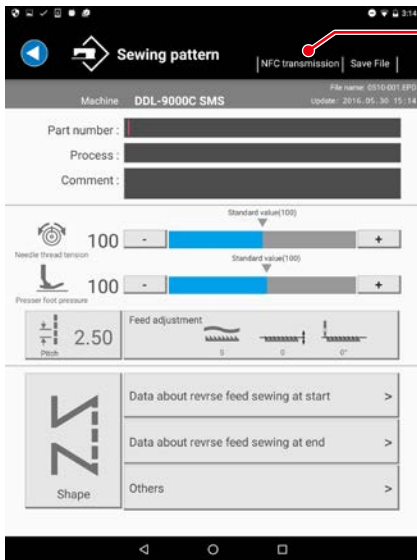 3:14
Sewing pattern
NFC transmission
Save File
File name: 0510-001.EPD
Machine DDL-9000C SMS
Update: 2016.05.30 15:14
Part number :
Process :
Comment :
Standard value(100)
100 - +
Needle thread tension
Standard value(100)
100 - +
Presser foot pressure
2.50
Pitch
Feed adjustment
S 0 0°
Shape
Data about revrse feed sewing at start >
Data about revrse feed sewing at end >
Others >